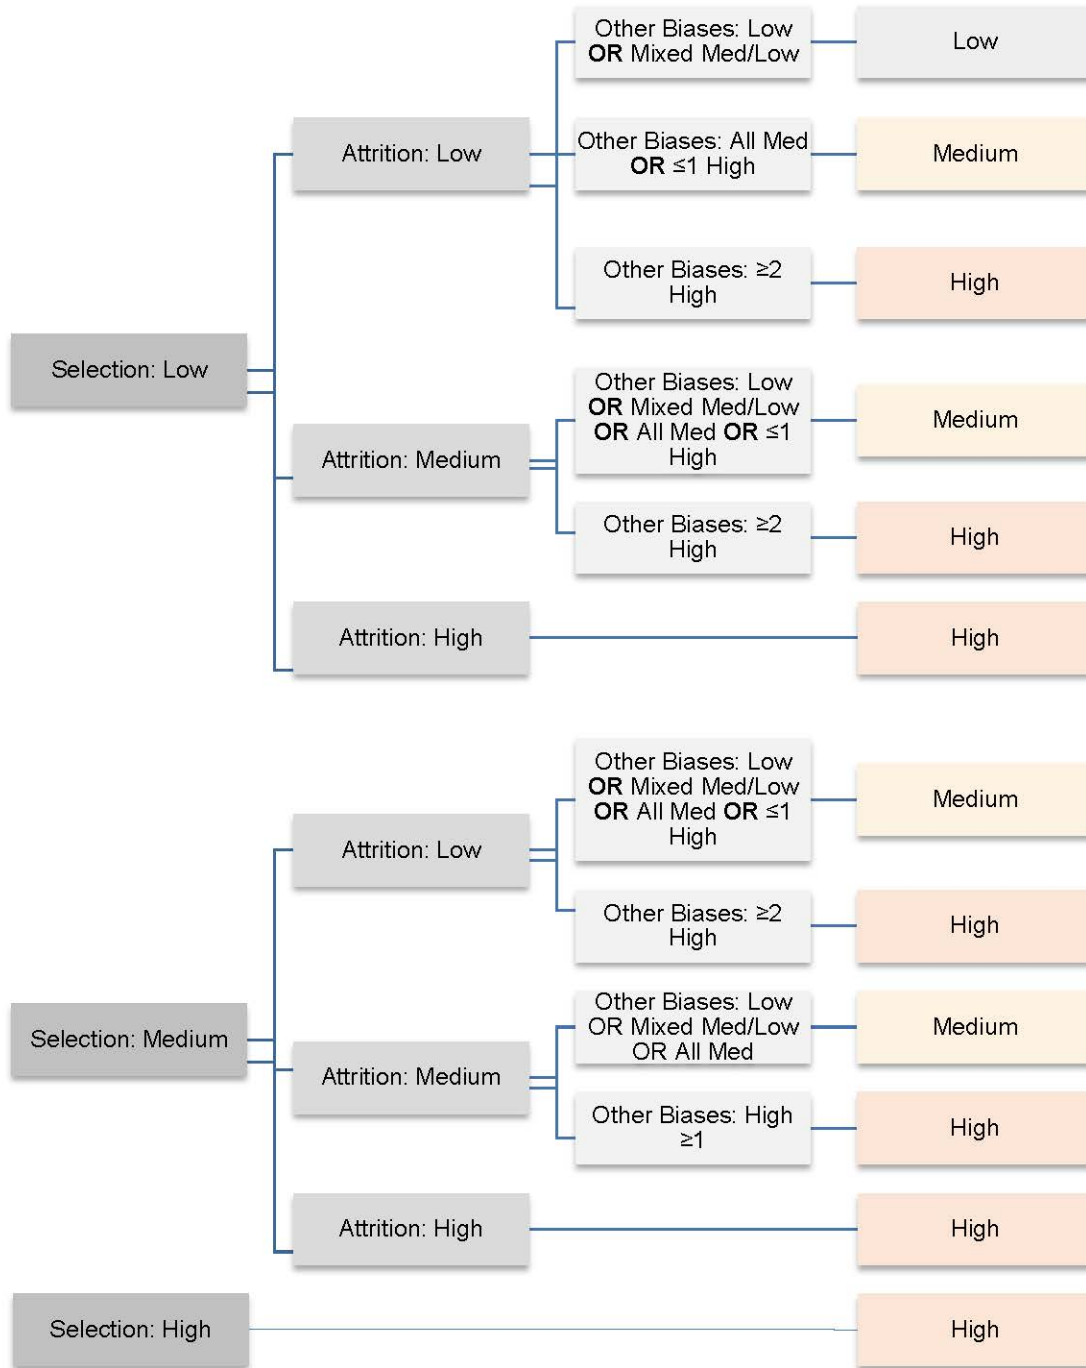 Other Biases: Low
OR Mixed Med/Low
Low
Attrition: Low
Other Biases: All Med
OR ≤1 High
Medium
Other Biases: ≥2
High
High
Selection: Low
Other Biases: Low
OR Mixed Med/Low
OR All Med OR ≤1
High
Medium
Attrition: Medium
Other Biases: ≥2
High
High
Attrition: High
High
Other Biases: Low
OR Mixed Med/Low
OR All Med OR ≤1
High
Medium
Attrition: Low
Other Biases: ≥2
High
High
Selection: Medium
Other Biases: Low
OR Mixed Med/Low
OR All Med
Medium
Attrition: Medium
Other Biases: High
≥1
High
Attrition: High
High
Selection: High
High